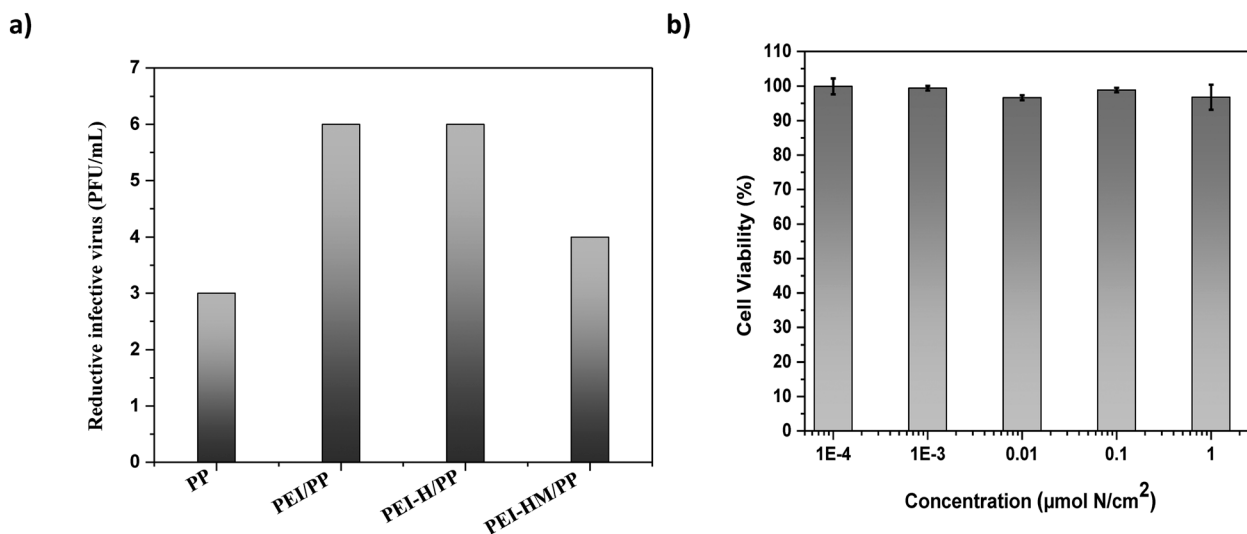 a)
Reductive infective virus (PFU/mL)
7
6
5
4
3
2
1
0
PP
PEI/PP
PEI-H/PP
PEI-HM/PP
b)
Cell Viability (%)
110
100
90
80
70
60
50
40
30
20
10
0
1E-4 1E-3 0.01 0.1 1
Concentration (µmol N/cm²)